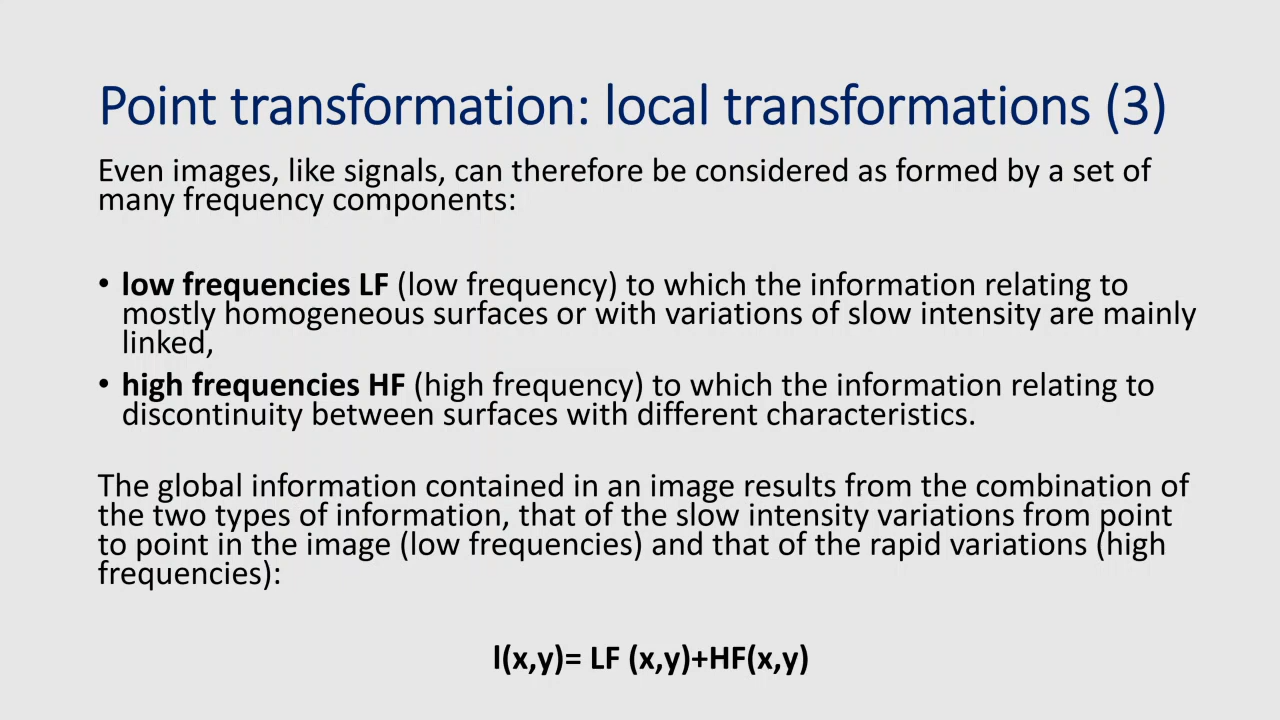 Point transformation: local transformations (3)
Even images, like signals, can therefore be considered as formed by a set of
many frequency components:
• low frequencies LF (low frequency) to which the information relating to
mostly homogeneous surfaces or with variations of slow intensity are mainly
linked,
• high frequencies HF (high frequency) to which the information relating to
discontinuity between surfaces with different characteristics.
The global information contained in an image results from the combination of
the two types of information, that of the slow intensity variations from point
to point in the image (low frequencies) and that of the rapid variations (high
frequencies):
l(x,y)= LF (x,y)+HF(x,y)